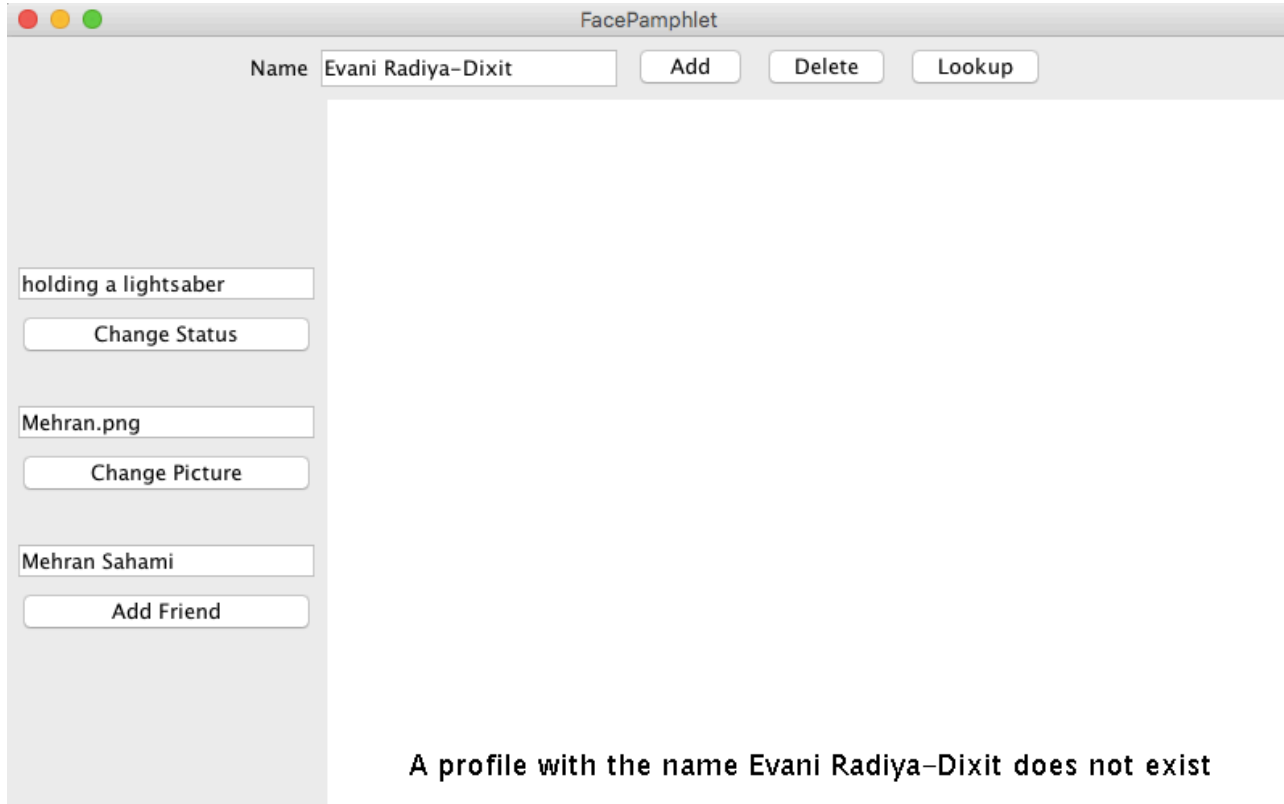 FacePamphlet
Name Evani Radiya-Dixit Add Delete Lookup
holding a lightsaber
Change Status
Mehran.png
Change Picture
Mehran Sahami
Add Friend
A profile with the name Evani Radiya-Dixit does not exist